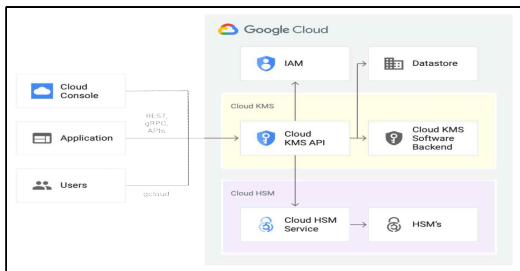 Google Cloud
IAM
Datastore
Cloud
Console
REST,
gRPC,
APIs
Application
Users
gcloud
Cloud KMS
Cloud
KMS API
Cloud KMS
Software
Backend
Cloud HSM
Cloud HSM
Service
HSM's